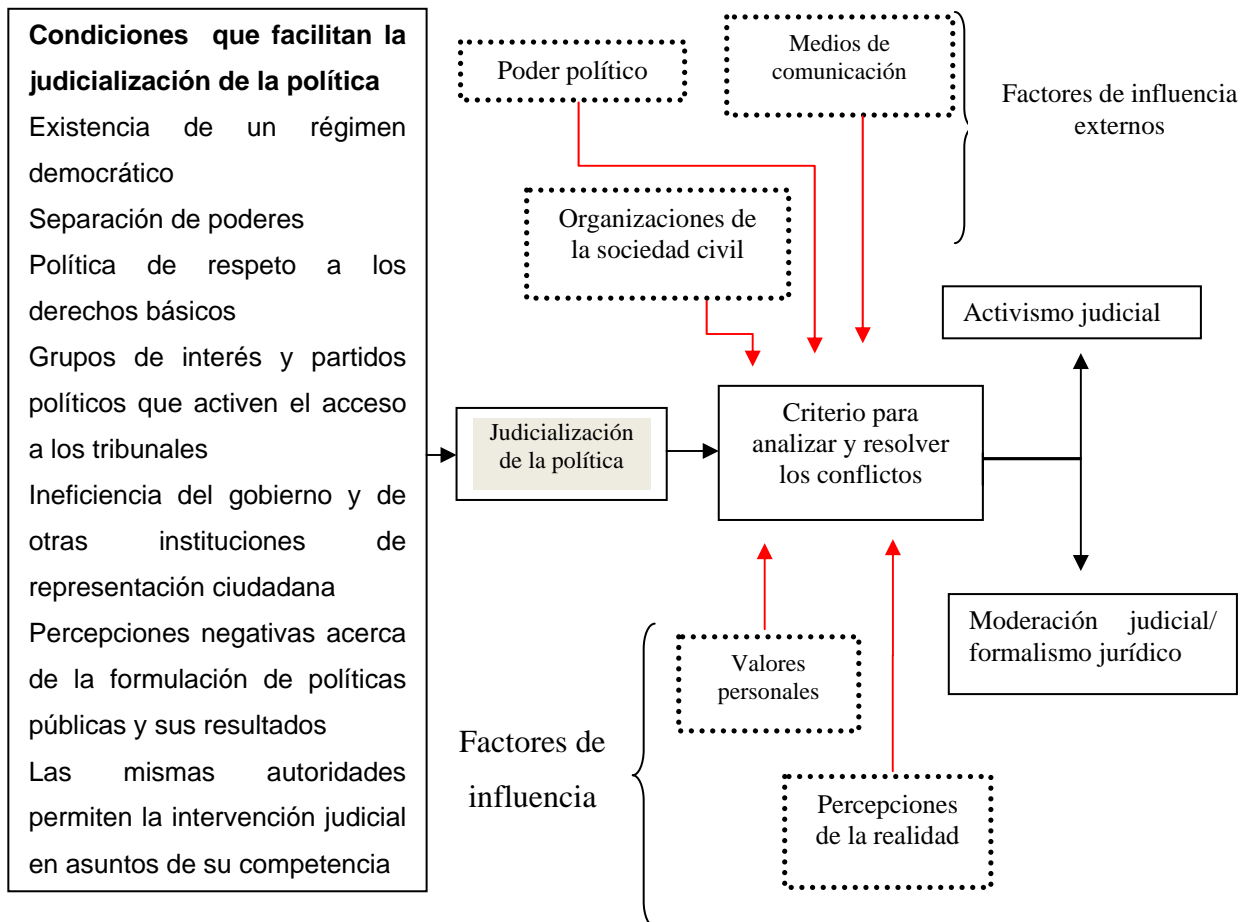 Condiciones que facilitan la
judicialización de la política
Existencia de un régimen
democrático
Separación de poderes
Política de respeto a los
derechos básicos
Grupos de interés y partidos
políticos que activen el acceso
a los tribunales
Ineficiencia del gobierno y de
otras instituciones de
representación ciudadana
Percepciones negativas acerca
de la formulación de políticas
públicas y sus resultados
Las mismas autoridades
permiten la intervención judicial
en asuntos de su competencia
Poder político
Medios de
comunicación
Factores de influencia
externos
Organizaciones de
la sociedad civil
Judicialización
de la política
Criterio para
analizar y resolver
los conflictos
Activismo judicial
Moderación judicial/
formalismo jurídico
Factores de
influencia
Valores
personales
Percepciones
de la realidad